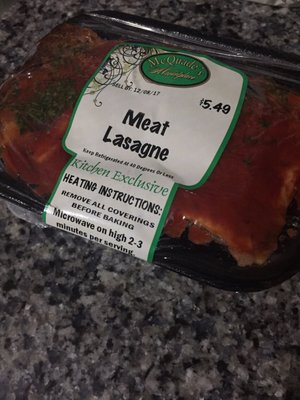 McQuade's
Marketplace
SELL BY: 12/08/17
$5.49
Meat
Lasagne
Keep Refrigerated At 40 Degrees Or Less
Kitchen Exclusive
HEATING INSTRUCTIONS:
REMOVE ALL COVERINGS
BEFORE BAKING
Microwave on high 2-3
minutes per serving